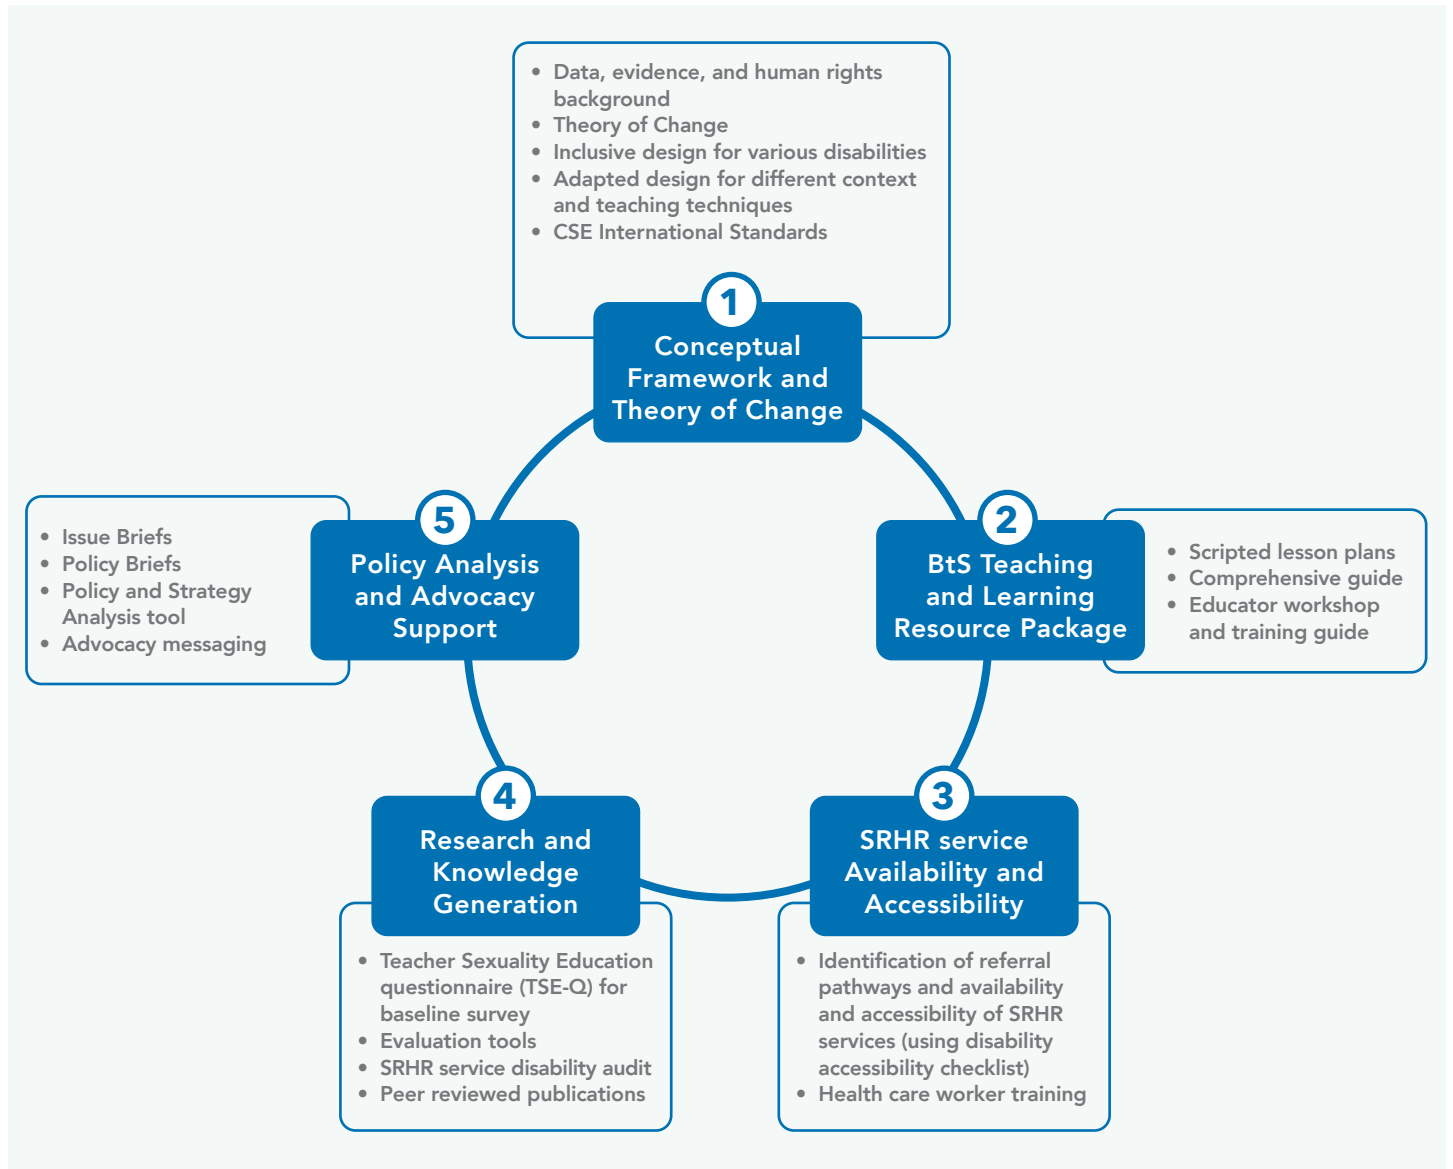 • Data, evidence, and human rights
background
• Theory of Change
• Inclusive design for various disabilities
• Adapted design for different context
and teaching techniques
• CSE International Standards
1
Conceptual
Framework and
Theory of Change
2
BtS Teaching
and Learning
Resource Package
• Scripted lesson plans
• Comprehensive guide
• Educator workshop
and training guide
3
SRHR service
Availability and
Accessibility
• Identification of referral
pathways and availability
and accessibility of SRHR
services (using disability
accessibility checklist)
• Health care worker training
4
Research and
Knowledge
Generation
• Teacher Sexuality Education
questionnaire (TSE-Q) for
baseline survey
• Evaluation tools
• SRHR service disability audit
• Peer reviewed publications
5
Policy Analysis
and Advocacy
Support
• Issue Briefs
• Policy Briefs
• Policy and Strategy
Analysis tool
• Advocacy messaging